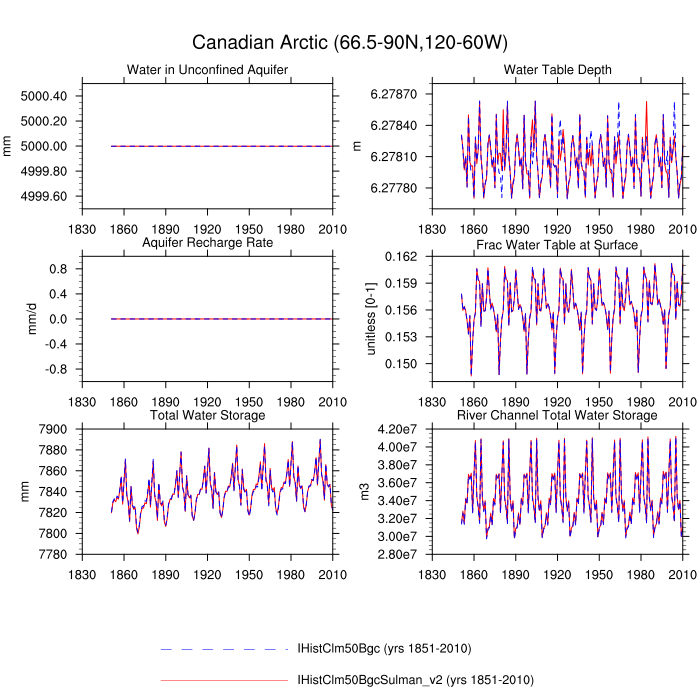 Canadian Arctic (66.5-90N,120-60W)
Water in Unconfined Aquifer
5000.40
5000.20
5000.00
4999.80
4999.60
mm
1830 1860 1890 1920 1950 1980 2010
Water Table Depth
6.27870
6.27840
6.27810
6.27780
m
1830 1860 1890 1920 1950 1980 2010
Aquifer Recharge Rate
0.8
0.4
0.0
-0.4
-0.8
mm/d
1830 1860 1890 1920 1950 1980 2010
Frac Water Table at Surface
0.162
0.159
0.156
0.153
0.150
unitless [0-1]
1830 1860 1890 1920 1950 1980 2010
Total Water Storage
7900
7880
7860
7840
7820
7800
7780
mm
1830 1860 1890 1920 1950 1980 2010
River Channel Total Water Storage
4.20e7
4.00e7
3.80e7
3.60e7
3.40e7
3.20e7
3.00e7
2.80e7
m3
1830 1860 1890 1920 1950 1980 2010
IHistClm50Bgc (yrs 1851-2010)
IHistClm50BgcSulman_v2 (yrs 1851-2010)